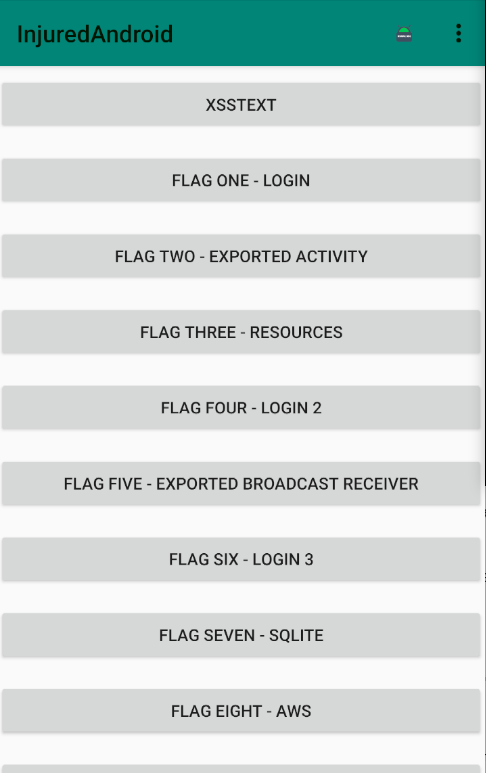 InjuredAndroid
XSSTEXT
FLAG ONE - LOGIN
FLAG TWO - EXPORTED ACTIVITY
FLAG THREE - RESOURCES
FLAG FOUR - LOGIN 2
FLAG FIVE - EXPORTED BROADCAST RECEIVER
FLAG SIX - LOGIN 3
FLAG SEVEN - SQLITE
FLAG EIGHT - AWS